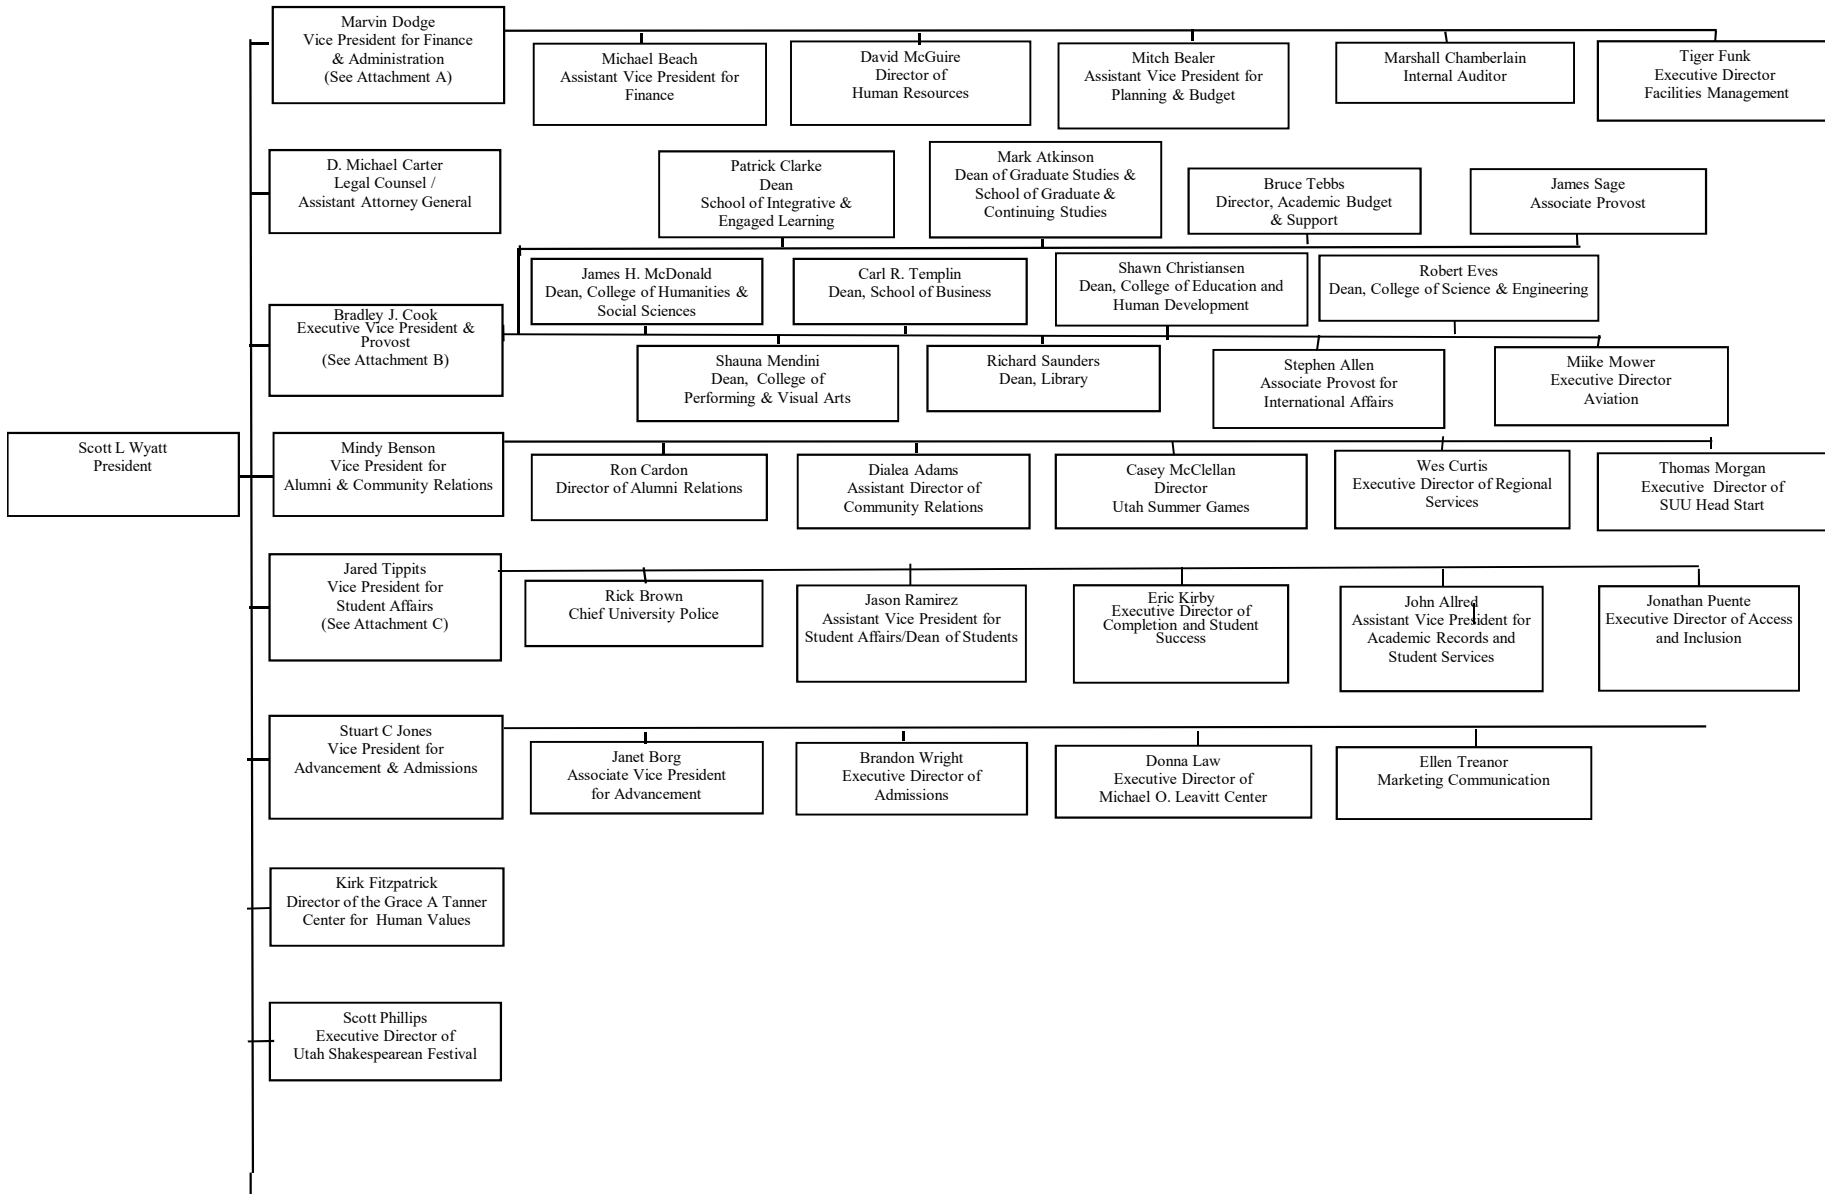 Marvin Dodge
Vice President for Finance
& Administration
(See Attachment A)
Michael Beach
Assistant Vice President for
Finance
David McGuire
Director of
Human Resources
Mitch Bealer
Assistant Vice President for
Planning & Budget
Marshall Chamberlain
Internal Auditor
Tiger Funk
Executive Director
Facilities Management
D. Michael Carter
Legal Counsel /
Assistant Attorney General
Patrick Clarke
Dean
School of Integrative &
Engaged Learning
Mark Atkinson
Dean of Graduate Studies &
School of Graduate &
Continuing Studies
Bruce Tebbs
Director, Academic Budget
& Support
James Sage
Associate Provost
James H. McDonald
Dean, College of Humanities &
Social Sciences
Carl R. Templin
Dean, School of Business
Shawn Christiansen
Dean, College of Education and
Human Development
Robert Eves
Dean, College of Science & Engineering
Bradley J. Cook
Executive Vice President &
Provost
(See Attachment B)
Shauna Mendini
Dean, College of
Performing & Visual Arts
Richard Saunders
Dean, Library
Stephen Allen
Associate Provost for
International Affairs
Miike Mower
Executive Director
Aviation
Scott L Wyatt
President
Mindy Benson
Vice President for
Alumni & Community Relations
Ron Cardon
Director of Alumni Relations
Dialea Adams
Assistant Director of
Community Relations
Casey McClellan
Director
Utah Summer Games
Wes Curtis
Executive Director of Regional
Services
Thomas Morgan
Executive Director of
SUU Head Start
Jared Tippits
Vice President for
Student Affairs
(See Attachment C)
Rick Brown
Chief University Police
Jason Ramirez
Assistant Vice President for
Student Affairs/Dean of Students
Eric Kirby
Executive Director of
Completion and Student
Success
John Allred
Assistant Vice President for
Academic Records and
Student Services
Jonathan Puente
Executive Director of Access
and Inclusion
Stuart C Jones
Vice President for
Advancement & Admissions
Janet Borg
Associate Vice President
for Advancement
Brandon Wright
Executive Director of
Admissions
Donna Law
Executive Director of
Michael O. Leavitt Center
Ellen Treanor
Marketing Communication
Kirk Fitzpatrick
Director of the Grace A Tanner
Center for Human Values
Scott Phillips
Executive Director of
Utah Shakespearean Festival